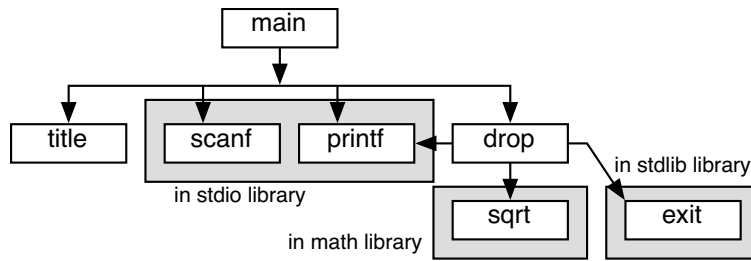 main
title
scanf
printf
drop
in stdlib library
in stdio library
sqrt
exit
in math library